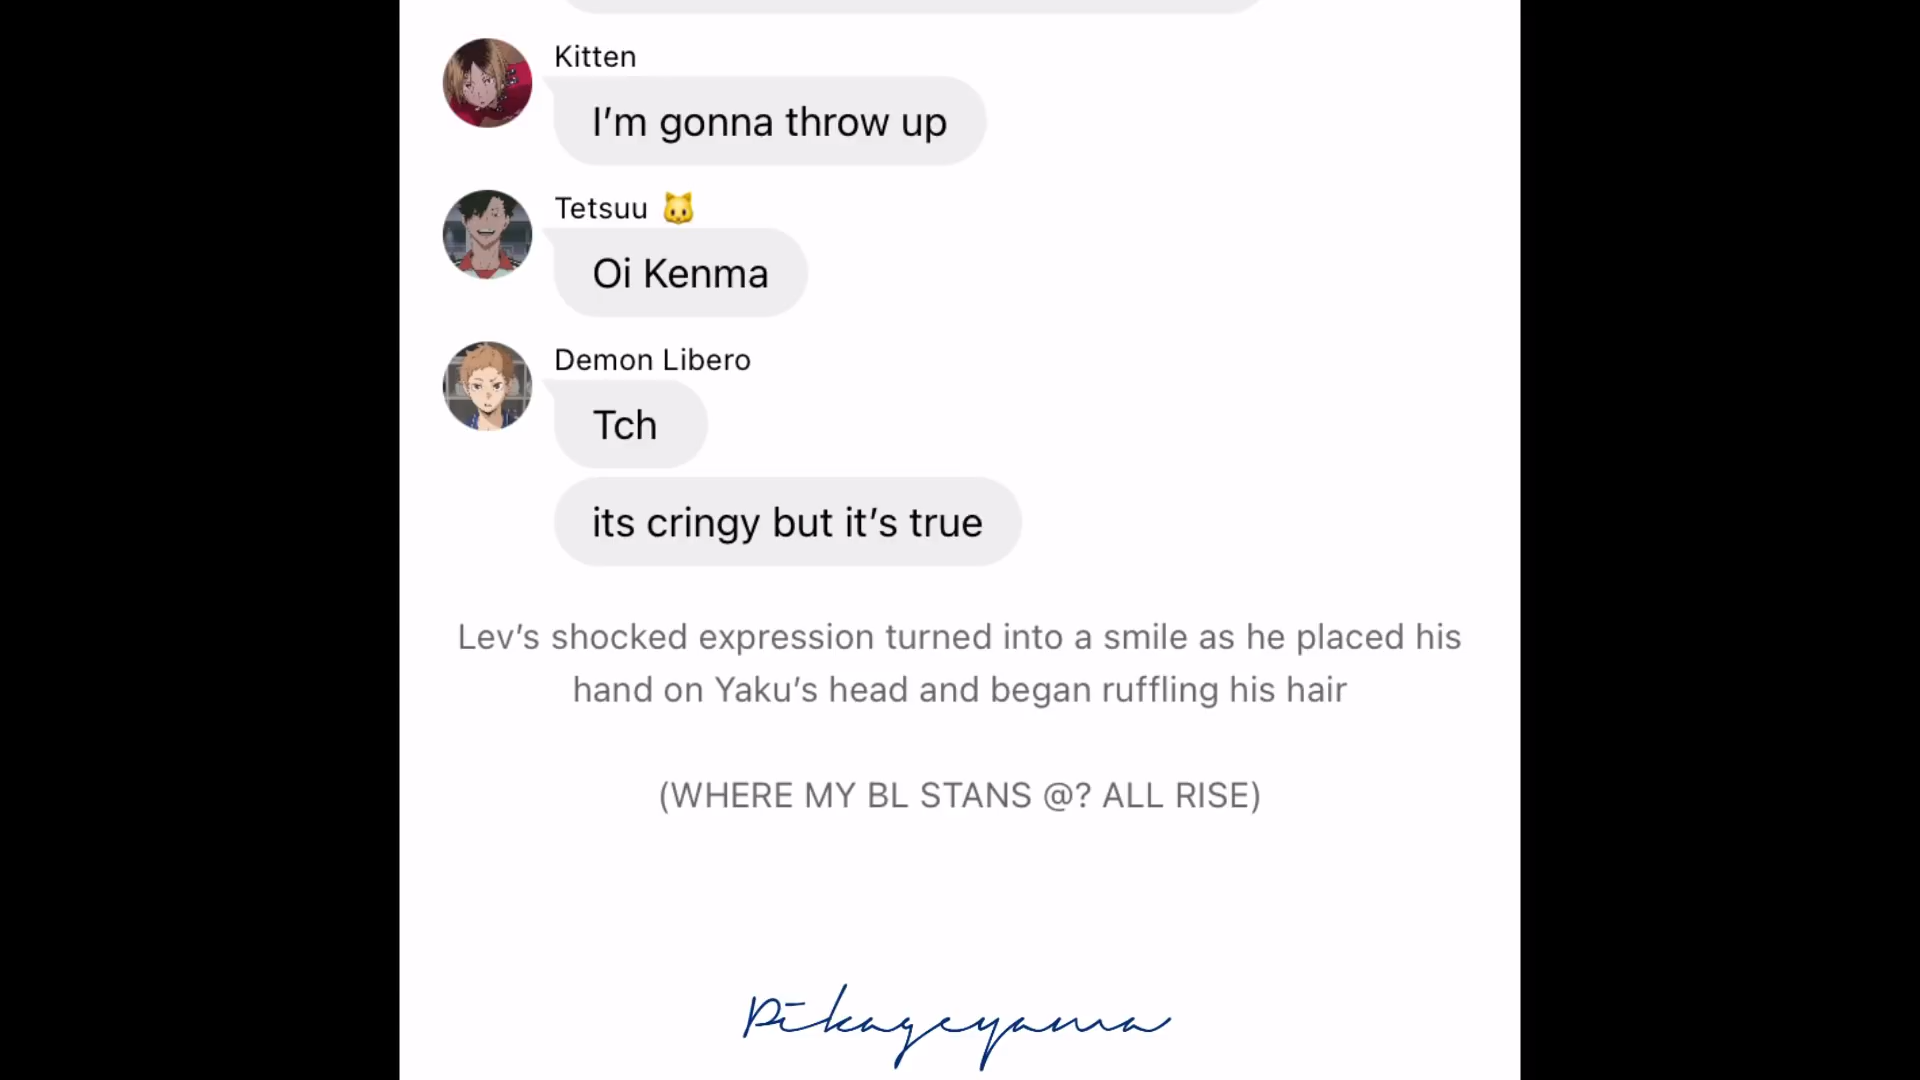 Kitten
I’m gonna throw up
Tetsuu 🐱
Oi Kenma
Demon Libero
Tch
its cringy but it’s true
Lev’s shocked expression turned into a smile as he placed his
hand on Yaku’s head and began ruffling his hair
(WHERE MY BL STANS @? ALL RISE)
Pikageyama